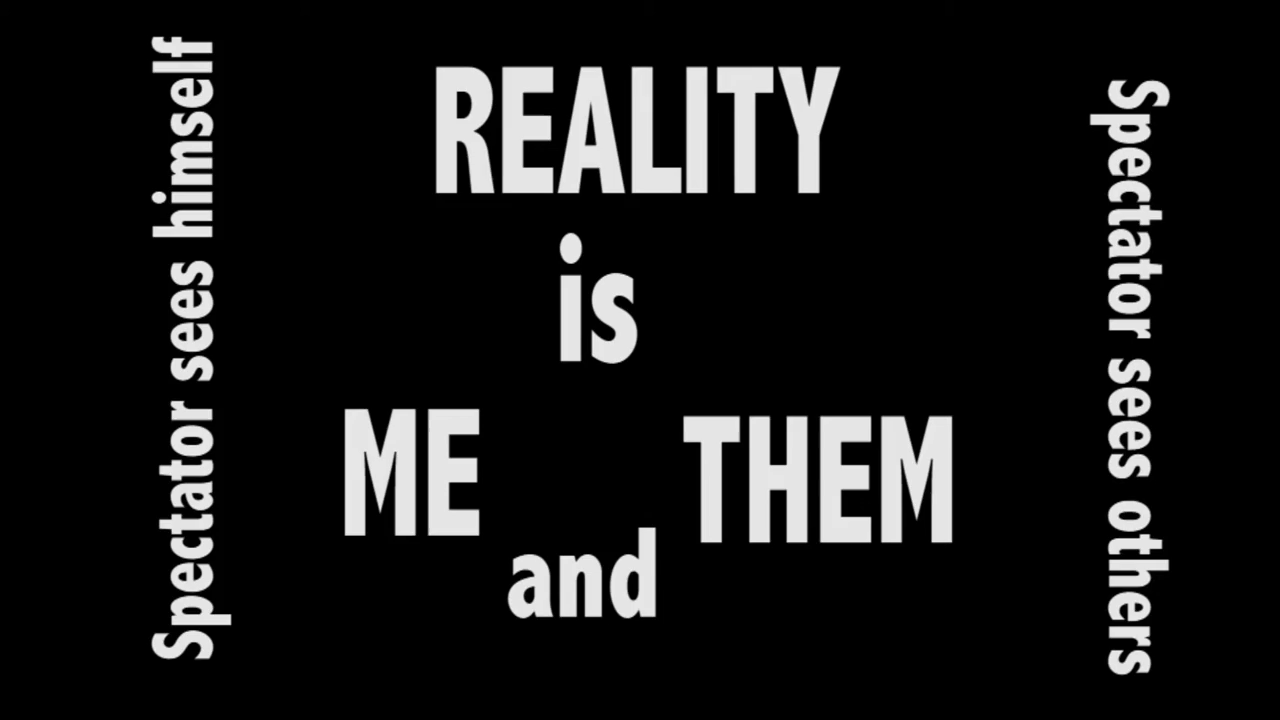 Spectator sees himself
REALITY
is
ME THEM
and
Spectator sees others